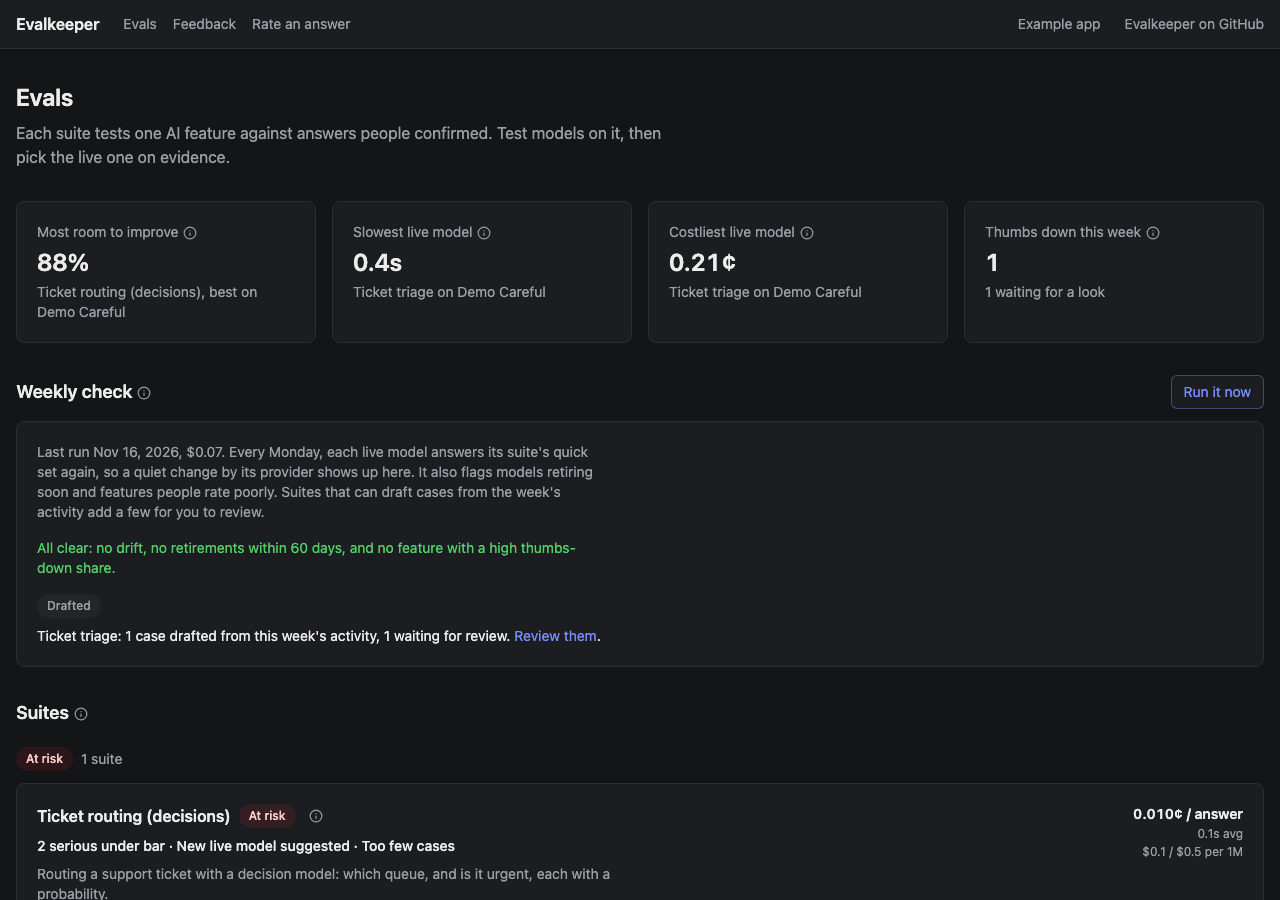 Evalkeeper Evals Feedback Rate an answer Example app Evalkeeper on GitHub
Evals
Each suite tests one AI feature against answers people confirmed. Test models on it, then
pick the live one on evidence.
Most room to improve
88%
Ticket routing (decisions), best on
Demo Careful
Slowest live model
0.4s
Ticket triage on Demo Careful
Costliest live model
0.21¢
Ticket triage on Demo Careful
Thumbs down this week
1
1 waiting for a look
Weekly check
Run it now
Last run Nov 16, 2026, $0.07. Every Monday, each live model answers its suite's quick
set again, so a quiet change by its provider shows up here. It also flags models retiring
soon and features people rate poorly. Suites that can draft cases from the week's
activity add a few for you to review.
All clear: no drift, no retirements within 60 days, and no feature with a high thumbs-
down share.
Drafted
Ticket triage: 1 case drafted from this week's activity, 1 waiting for review. Review them.
Suites
At risk 1 suite
Ticket routing (decisions) At risk
2 serious under bar · New live model suggested · Too few cases
Routing a support ticket with a decision model: which queue, and is it urgent, each with a
probability.
0.010¢ / answer
0.1s avg
$0.1 / $0.5 per 1M